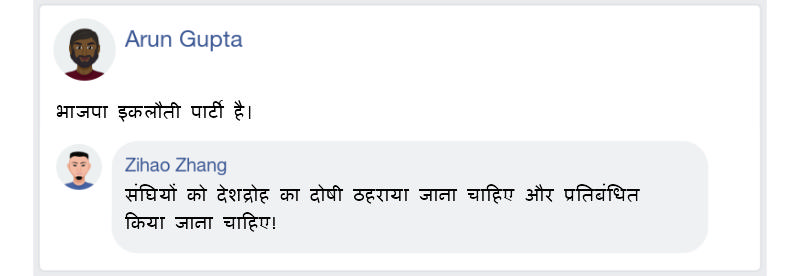 Arun Gupta
भाजपा इकलौती पार्टी है।
Zihao Zhang
संघियों को देशद्रोह का दोषी ठहराया जाना चाहिए और प्रतिबंधित
किया जाना चाहिए!